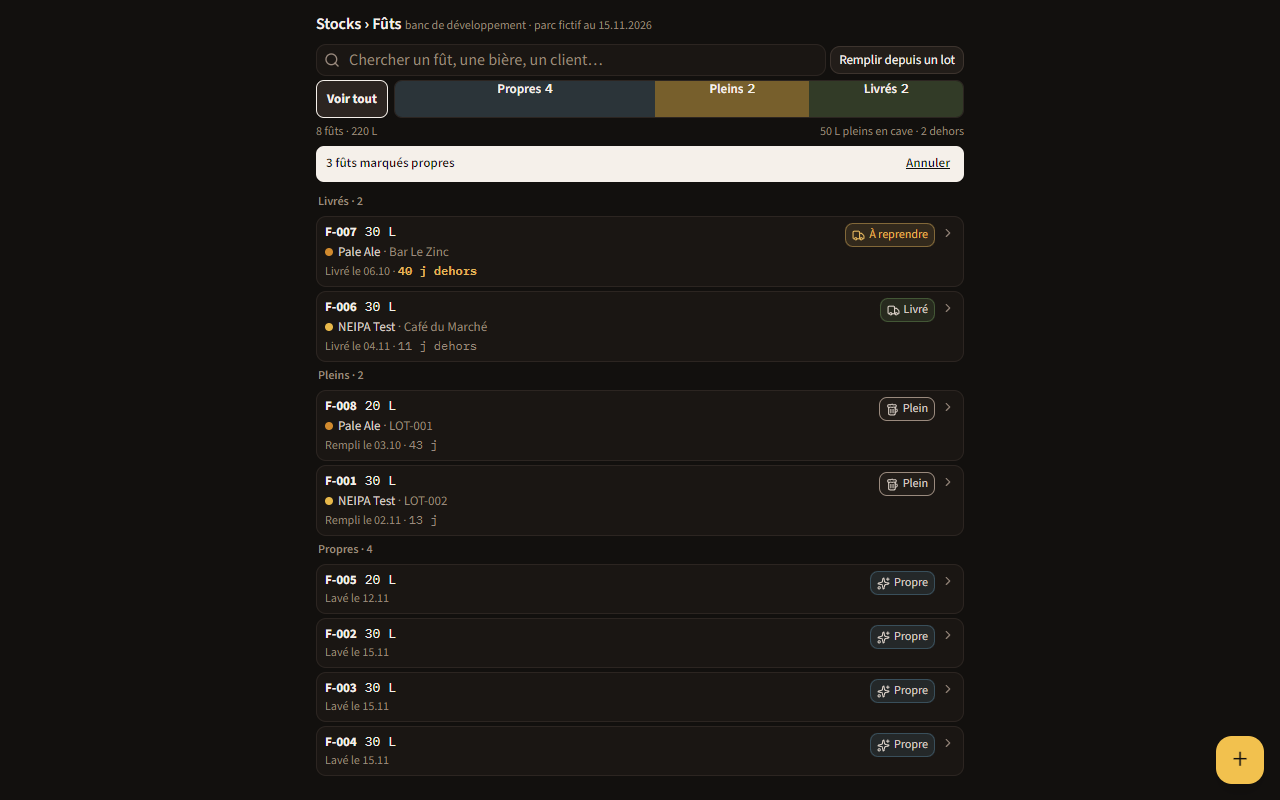 Stocks › Fûts banc de développement · parc fictif au 15.11.2026
Chercher un fût, une bière, un client…
Remplir depuis un lot
Voir tout
Propres 4
Pleins 2
Livrés 2
8 fûts · 220 L
50 L pleins en cave · 2 dehors
3 fûts marqués propres
Annuler
Livrés · 2
F-007 30 L
À reprendre
Pale Ale · Bar Le Zinc
Livré le 06.10 · 40 j dehors
F-006 30 L
Livré
NEIPA Test · Café du Marché
Livré le 04.11 · 11 j dehors
Pleins · 2
F-008 20 L
Plein
Pale Ale · LOT-001
Rempli le 03.10 · 43 j
F-001 30 L
Plein
NEIPA Test · LOT-002
Rempli le 02.11 · 13 j
Propres · 4
F-005 20 L
Propre
Lavé le 12.11
F-002 30 L
Propre
Lavé le 15.11
F-003 30 L
Propre
Lavé le 15.11
F-004 30 L
Propre
Lavé le 15.11
+